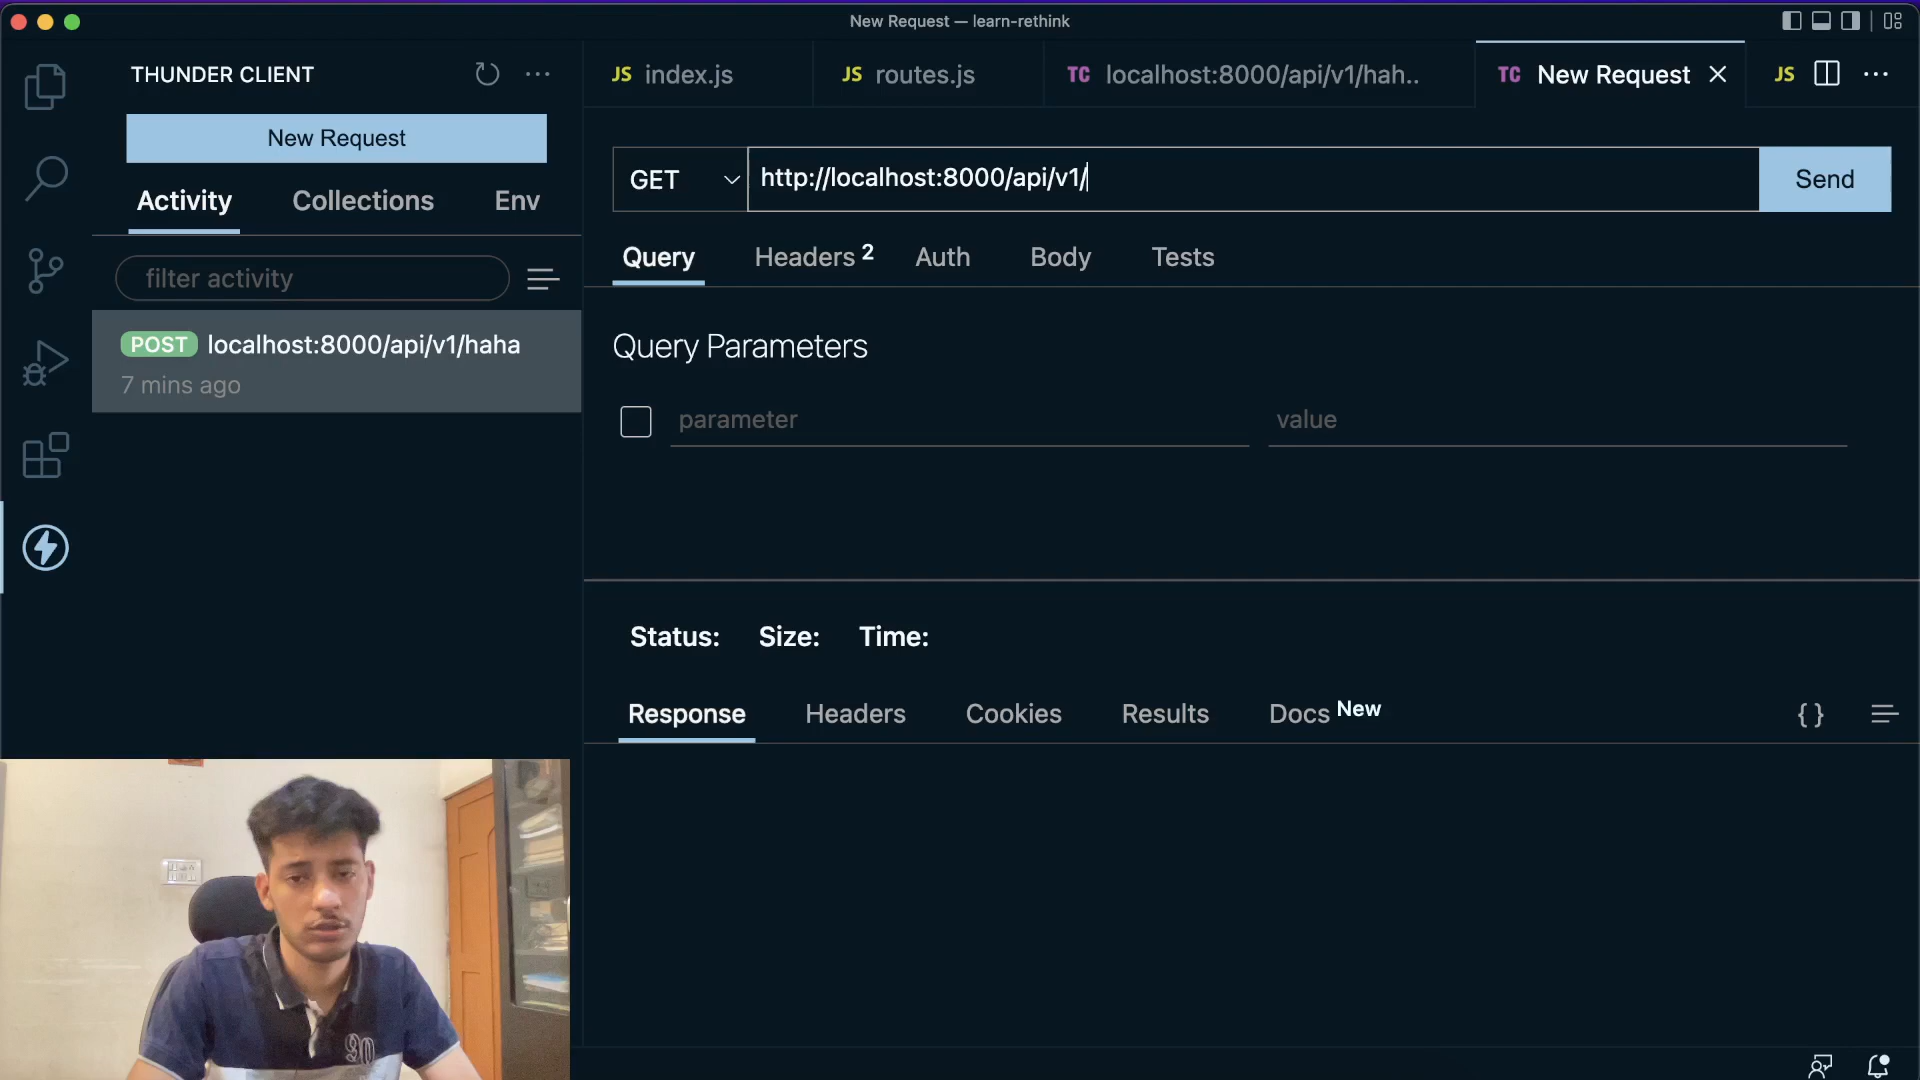 New Request — learn-rethink
THUNDER CLIENT
New Request
Activity Collections Env
filter activity
POST localhost:8000/api/v1/haha
7 mins ago
JS index.js
JS routes.js
TC localhost:8000/api/v1/hah..
TC New Request
JS
GET http://localhost:8000/api/v1/ Send
Query Headers 2 Auth Body Tests
Query Parameters
parameter value
Status: Size: Time:
Response Headers Cookies Results Docs New
{ }
90